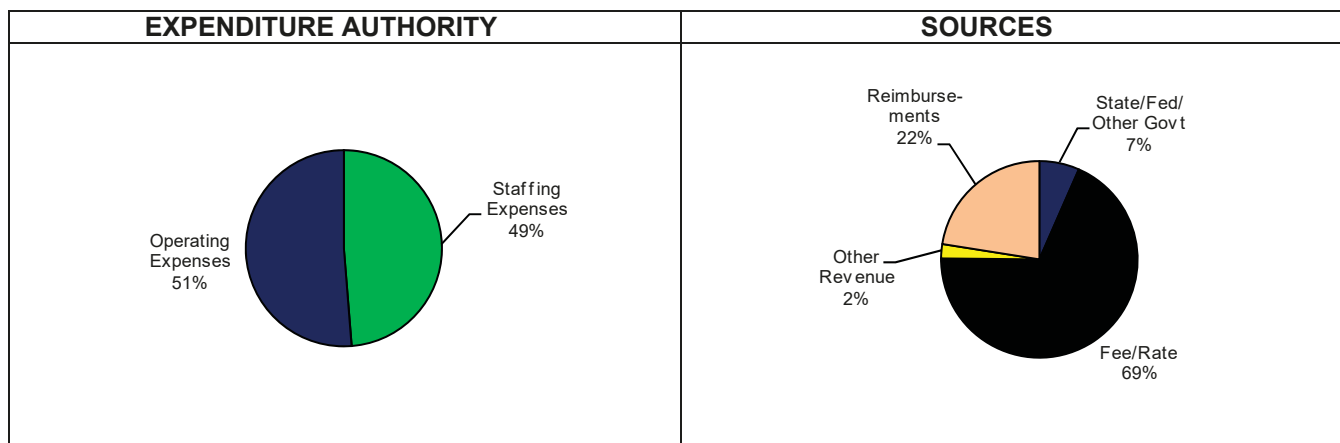 EXPENDITURE AUTHORITY
Operating
Expenses
51%
Staffing
Expenses
49%
SOURCES
Reimburse-
ments
22%
State/Fed/
Other Govt
7%
Other
Revenue
2%
Fee/Rate
69%